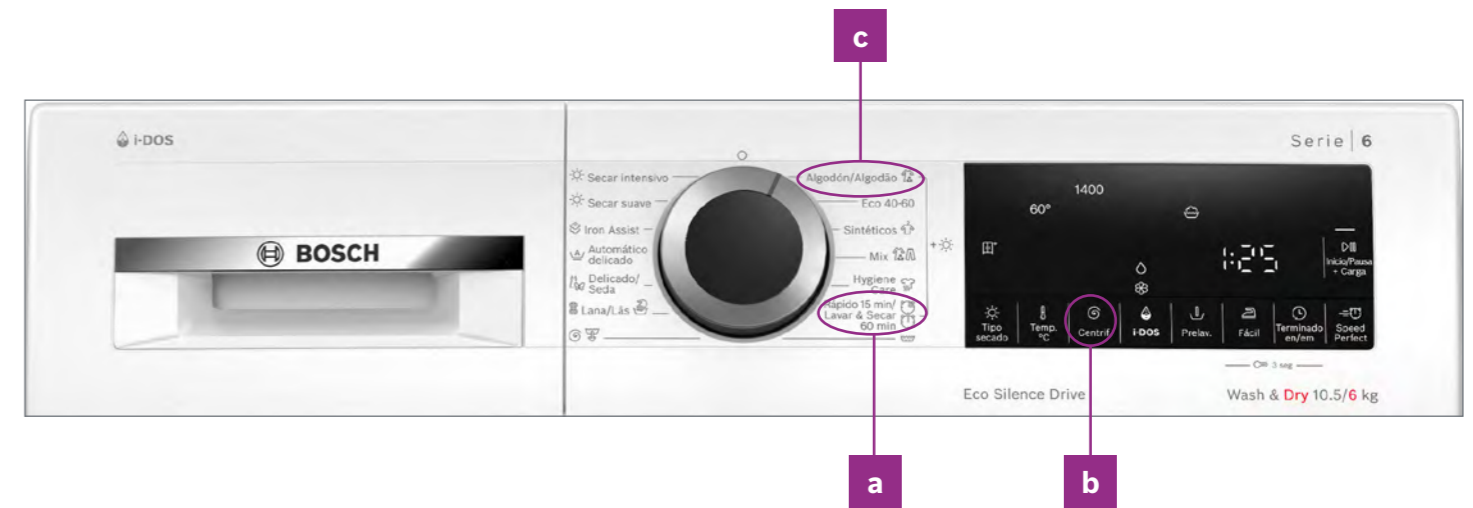 c
i-DOS
Serie | 6
BOSCH
Secar intensivo
Secar suave
Iron Assist
Automático
delicado
Delicado/
Seda
Lana/Lãs
Algodón/Algodão
Eco 40-60
Sintéticos
Mix
Hygiene
Care
Rápido 15 min/
Lavar & Secar
60 min
+
1400
60°
1:25
Inicio/Pausa
+ Carga
Tipo
secado
Temp.
°C
Centrif.
i-DOS
Prelav.
Fácil
Terminado
en/em
Speed
Perfect
3 seg
Eco Silence Drive
Wash & Dry 10.5/6 kg
a
b